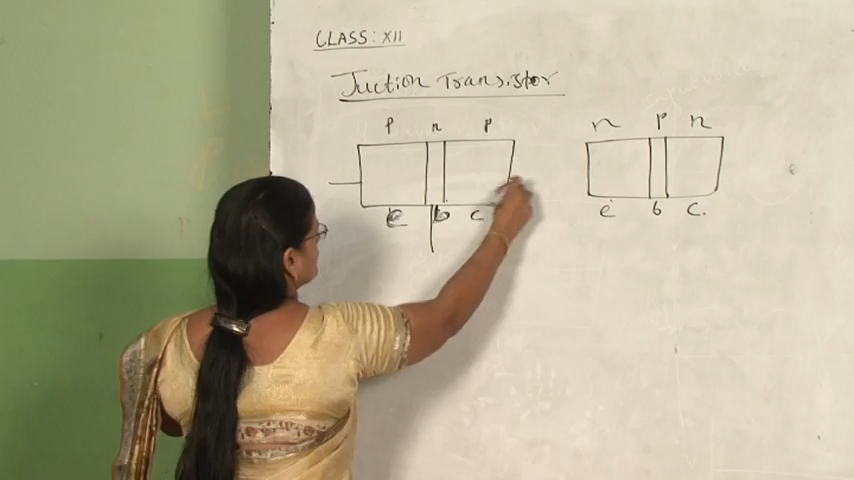 CLASS: XII
Juction Transistor
p n p
n p n
e b c
e b c.